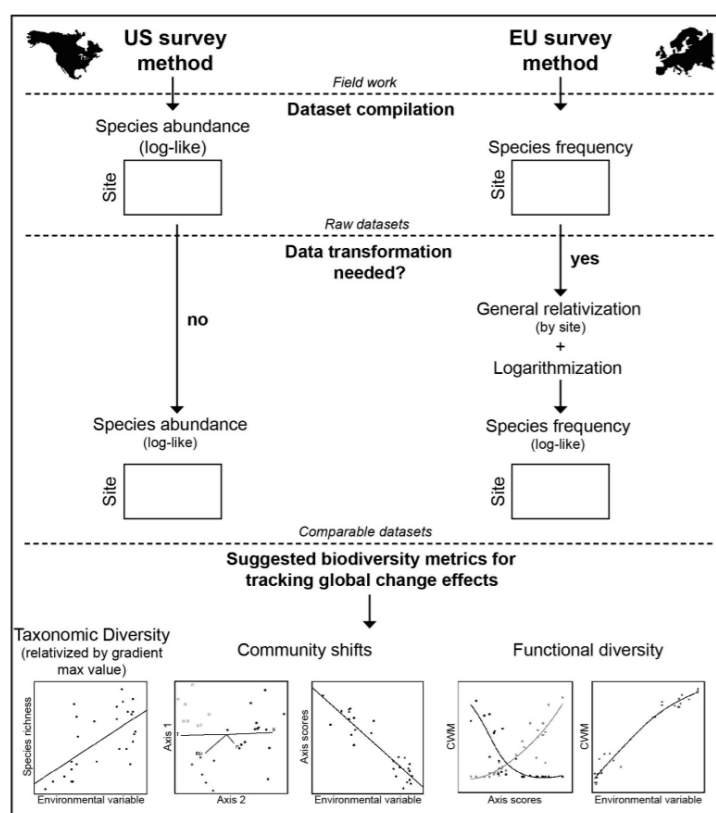 US survey
method
EU survey
method
Field work
Dataset compilation
Species abundance
(log-like)
Site
Species frequency
Site
Raw datasets
Data transformation
needed?
no
yes
General relativization
(by site)
+
Logarithmization
Species abundance
(log-like)
Site
Species frequency
(log-like)
Site
Comparable datasets
Suggested biodiversity metrics for
tracking global change effects
Taxonomic Diversity
(relativized by gradient
max value)
Community shifts
Functional diversity
Species richness
Environmental variable
Axis 1
Axis 2
Axis scores
Environmental variable
CWM
Axis scores
CWM
Environmental variable